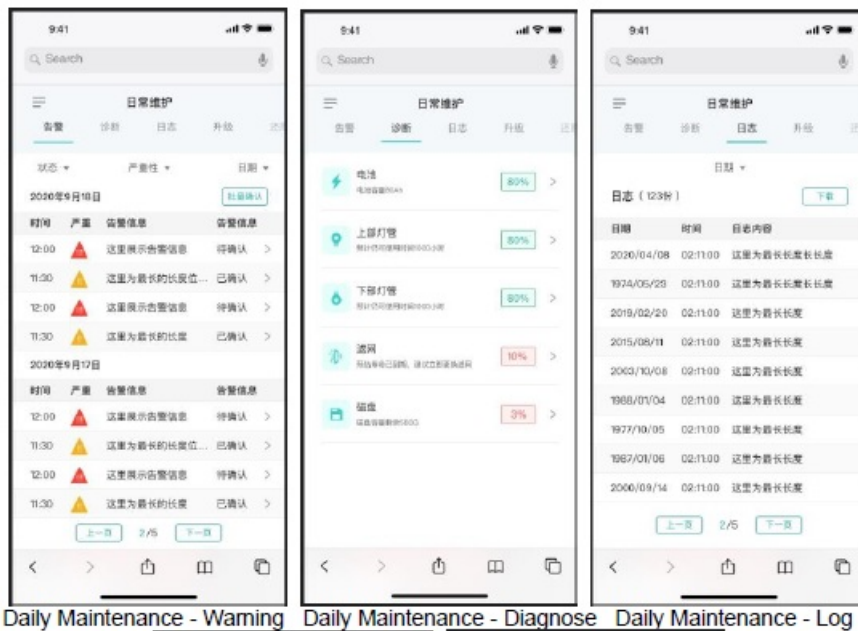 9:41
Search
日常维护
告警 诊断 日志 升级
状态 严重性 日期
2020年9月18日 批量确认
时间 严重 告警信息 告警信息
12:00 这里展示告警信息 待确认
11:30 这里为最长的长度位... 已确认
12:00 这里展示告警信息 待确认
11:30 这里为最长的长度 已确认
2020年9月17日
时间 严重 告警信息 告警信息
12:00 这里展示告警信息 待确认
11:30 这里为最长的长度位... 已确认
12:00 这里展示告警信息 待确认
11:30 这里为最长的长度 已确认
上一页 2/5 下一页
Daily Maintenance - Warning
9:41
Search
日常维护
告警 诊断 日志 升级
电池
80%
上部灯管
80%
下部灯管
80%
滤网
10%
磁盘
3%
Daily Maintenance - Diagnose
9:41
Search
日常维护
告警 诊断 日志 升级
日期
日志（123份） 下载
日期 时间 日志内容
2020/04/08 02:11:00 这里为最长长度长长度
1974/05/29 02:11:00 这里为最长长度长长度
2019/02/20 02:11:00 这里为最长长度
2015/08/11 02:11:00 这里为最长长度
2003/10/08 02:11:00 这里为最长长度
1988/01/04 02:11:00 这里为最长长度
1977/10/05 02:11:00 这里为最长长度
1987/01/06 02:11:00 这里为最长长度
2000/09/14 02:11:00 这里为最长长度
上一页 2/5 下一页
Daily Maintenance - Log